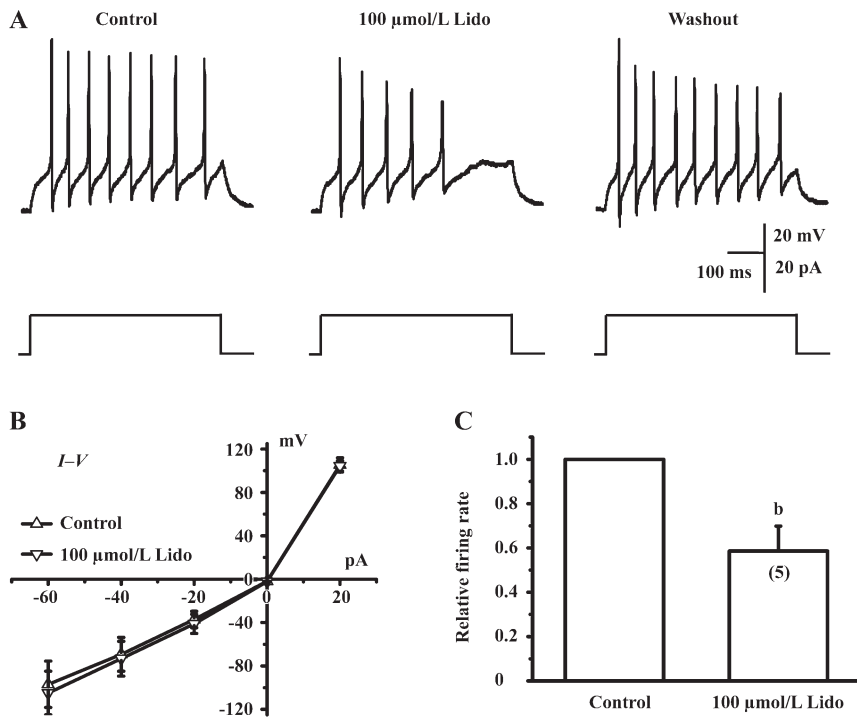 A
Control
100 μmol/L Lido
Washout
20 mV
100 ms
20 pA
B
I–V
mV
pA
Control
100 μmol/L Lido
120
80
40
0
-40
-80
-120
-60
-40
-20
0
20
C
Relative firing rate
1.0
0.8
0.6
0.4
0.2
0
b
(5)
Control
100 μmol/L Lido